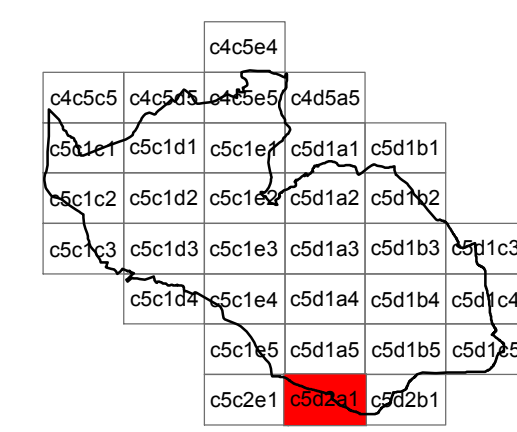 c4c5e4
c4c5c5 c4c5d5 c4c5e5 c4d5a5
c5c1c1 c5c1d1 c5c1e1 c5d1a1 c5d1b1
c5c1c2 c5c1d2 c5c1e2 c5d1a2 c5d1b2
c5c1c3 c5c1d3 c5c1e3 c5d1a3 c5d1b3 c5d1c3
c5c1d4 c5c1e4 c5d1a4 c5d1b4 c5d1c4
c5c1e5 c5d1a5 c5d1b5 c5d1c5
c5c2e1 c5d2a1 c5d2b1